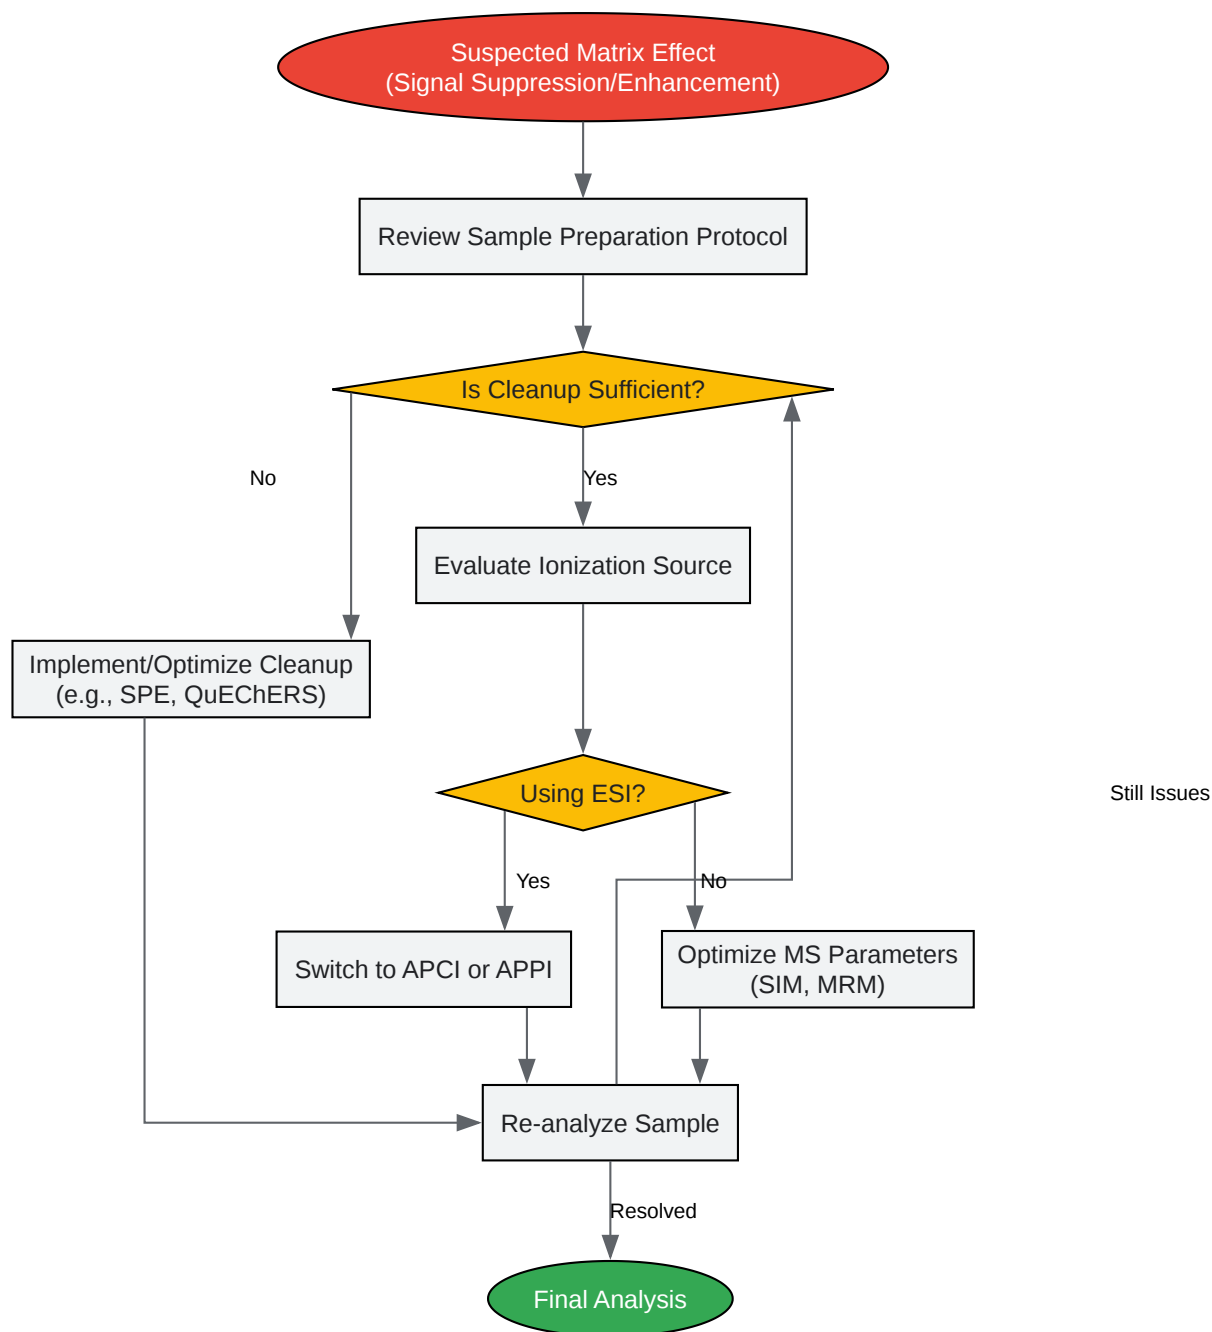 Suspected Matrix Effect
(Signal Suppression/Enhancement)
Review Sample Preparation Protocol
Is Cleanup Sufficient?
No
Yes
Evaluate Ionization Source
Implement/Optimize Cleanup
(e.g., SPE, QuEChERS)
Using ESI?
Still Issues
Yes
No
Switch to APCI or APPI
Optimize MS Parameters
(SIM, MRM)
Re-analyze Sample
Resolved
Final Analysis